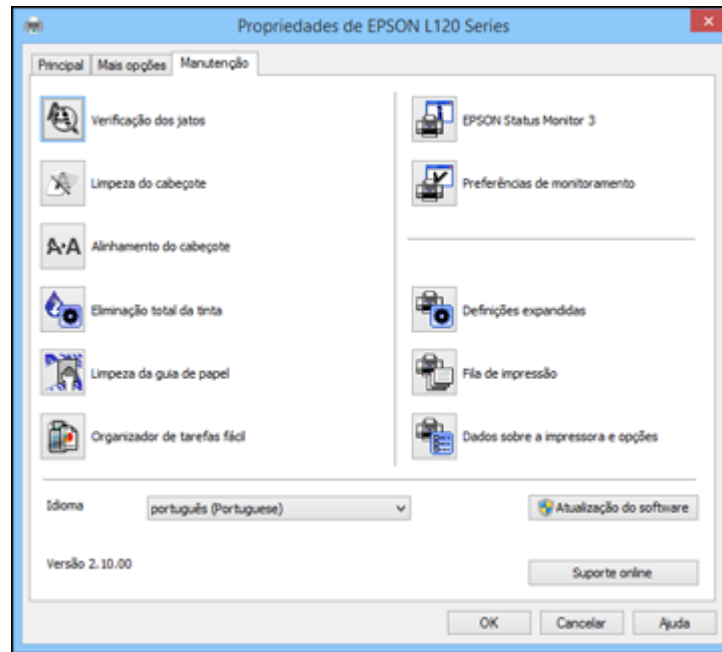 Propriedades de EPSON L120 Series
Principal
Mais opções
Manutenção
Verificação dos jatos
Limpeza do cabeçote
A·A
Alinhamento do cabeçote
Eliminação total da tinta
Limpeza da guia de papel
Organizador de tarefas fácil
EPSON Status Monitor 3
Preferências de monitoramento
Definições expandidas
Fila de impressão
Dados sobre a impressora e opções
Idioma
português (Portuguese)
Atualização do software
Versão 2.10.00
Suporte online
OK
Cancelar
Ajuda